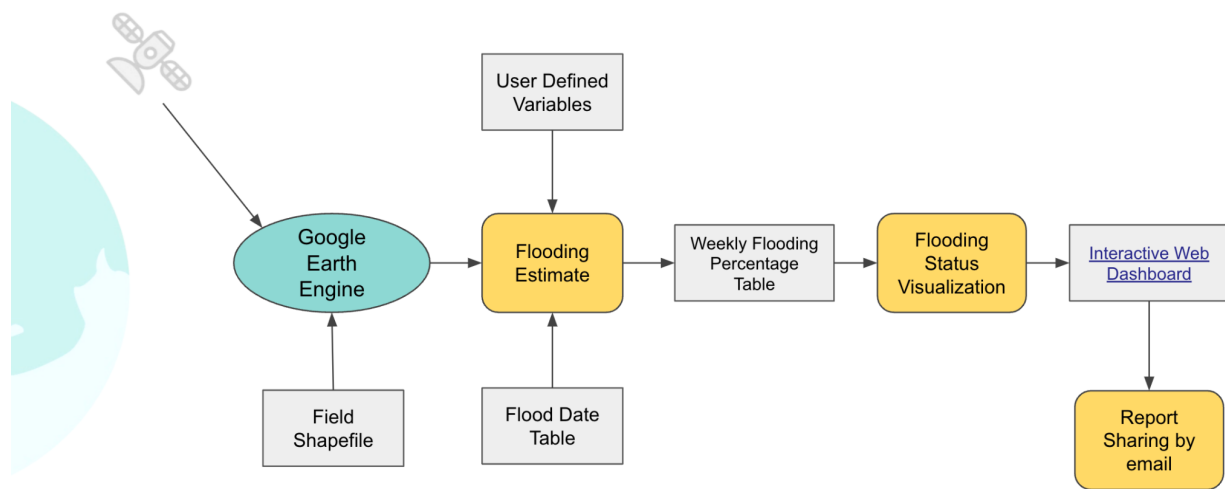 User Defined
Variables
Google
Earth
Engine
Flooding
Estimate
Weekly Flooding
Percentage
Table
Flooding
Status
Visualization
Interactive Web
Dashboard
Field
Shapefile
Flood Date
Table
Report
Sharing by
email